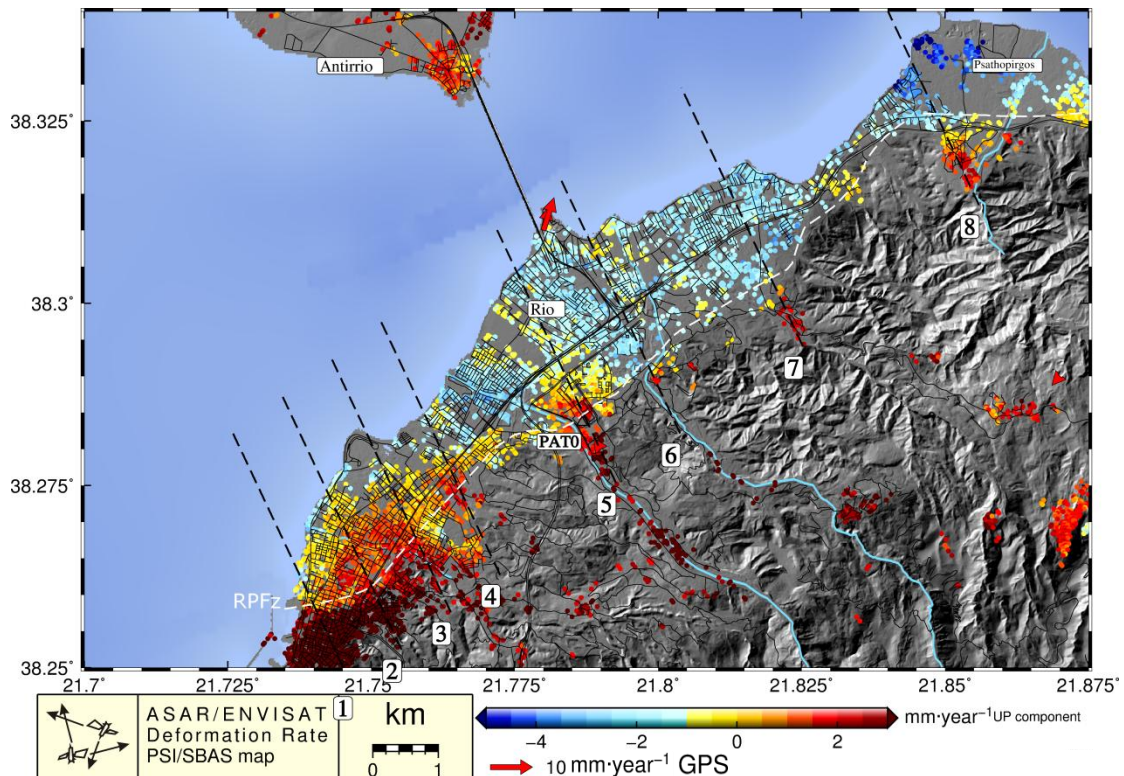 Antirrio
Psathopirgos
38.325°
8
38.3°
Rio
7
PAT0
6
38.275°
5
RPFz
4
3
38.25°
2
21.7° 21.725° 21.75° 21.775° 21.8° 21.825° 21.85° 21.875°
1
ASAR/ENVISAT
Deformation Rate
PSI/SBAS map
km
0 1
mm·year⁻¹ UP component
−4 −2 0 2
10 mm·year⁻¹ GPS